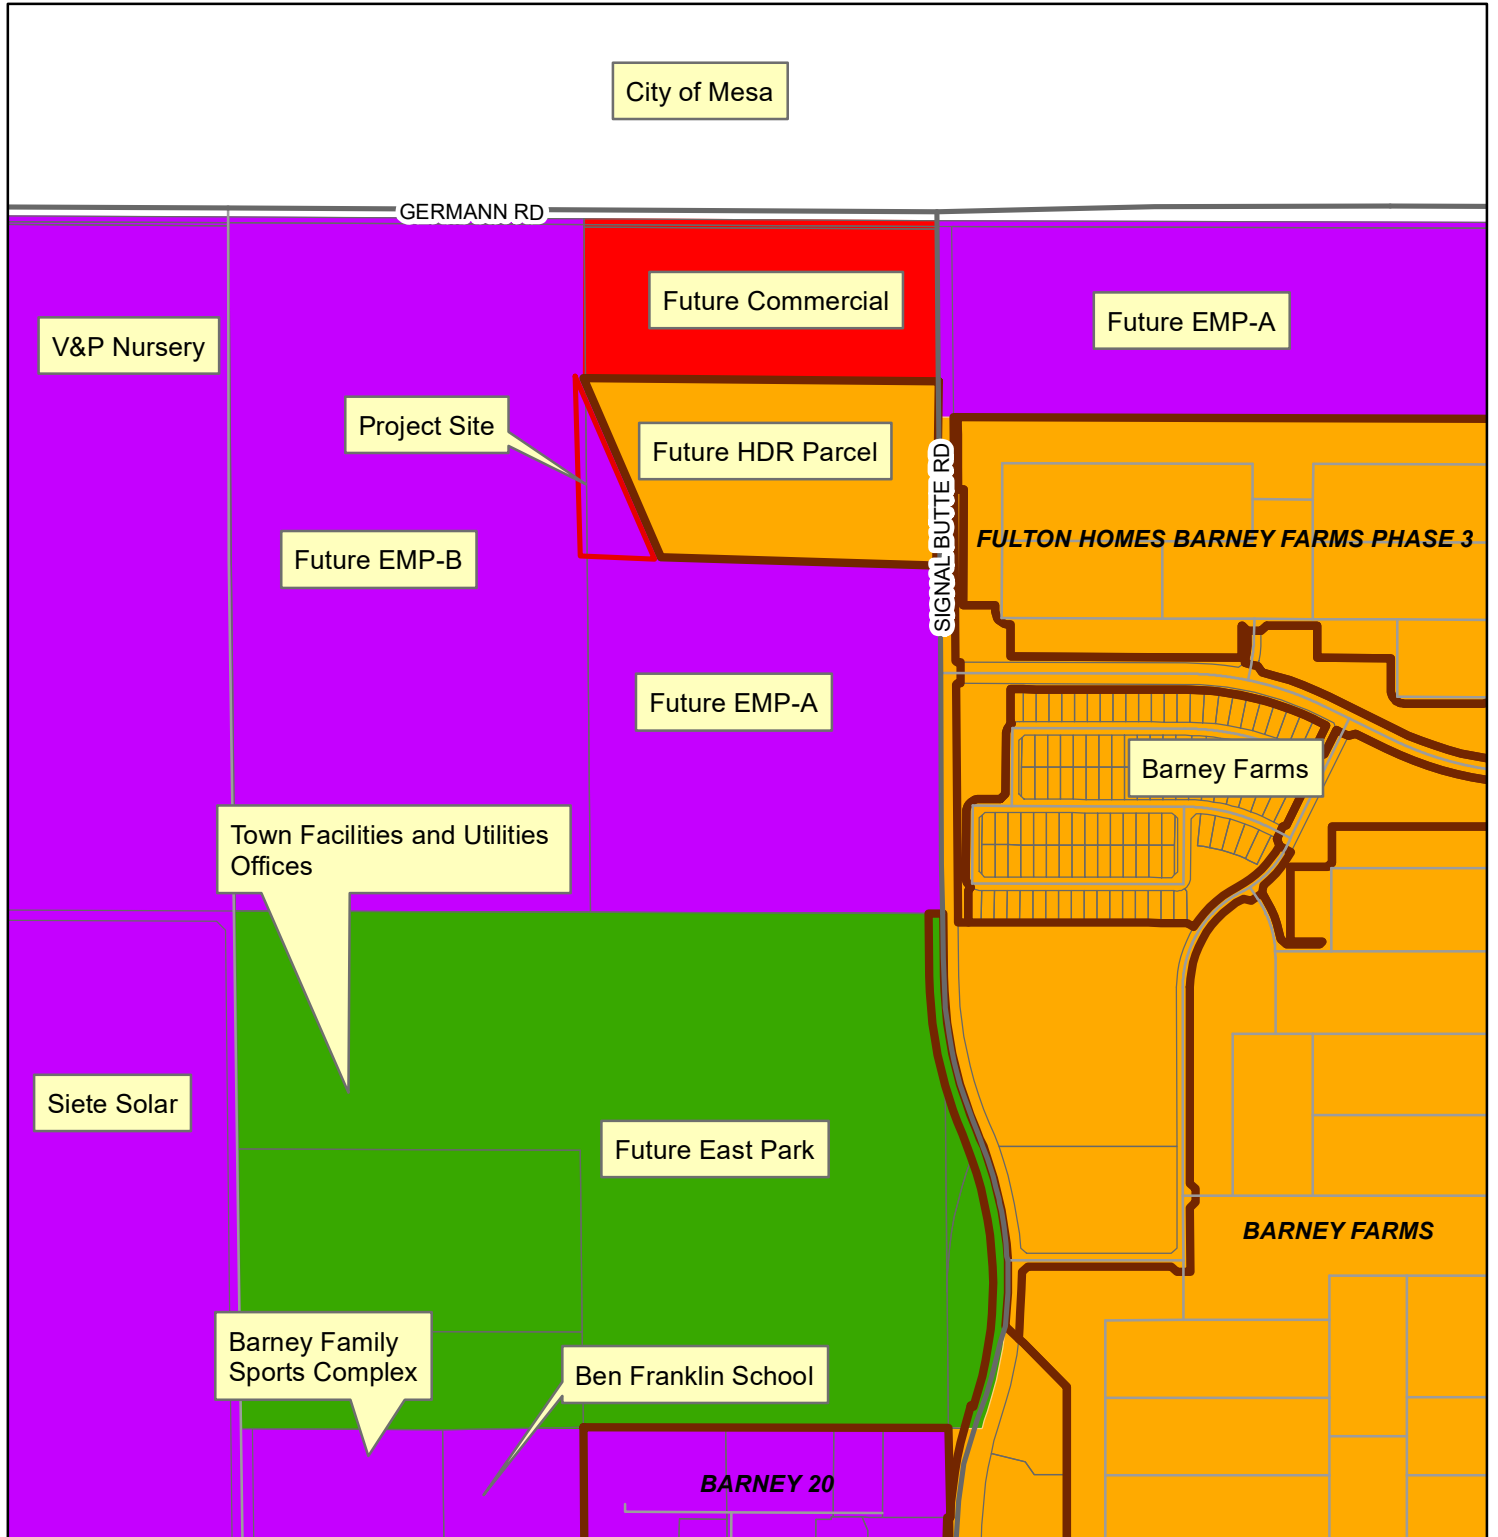 City of Mesa
GERMANN RD
Future Commercial
Future EMP-A
V&P Nursery
Project Site
Future HDR Parcel
SIGNAL BUTTE RD
FULTON HOMES BARNEY FARMS PHASE 3
Future EMP-B
Future EMP-A
Barney Farms
Town Facilities and Utilities
Offices
Siete Solar
Future East Park
BARNEY FARMS
Barney Family
Sports Complex
Ben Franklin School
BARNEY 20